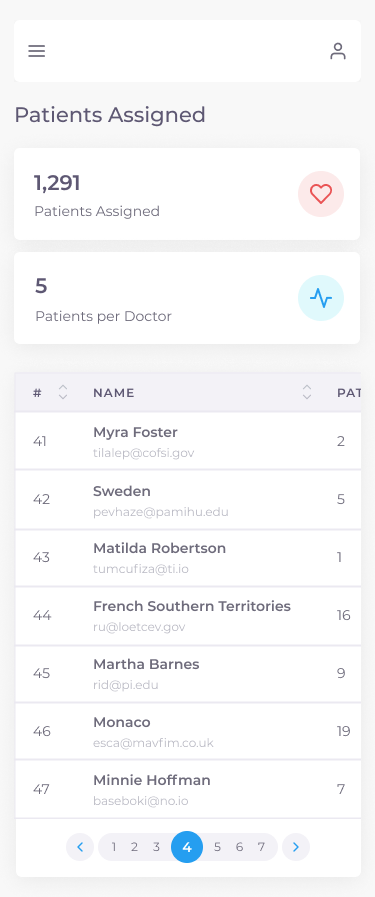 Patients Assigned
1,291
Patients Assigned
5
Patients per Doctor
# NAME PAT
41 Myra Foster 2
tilalep@cofsi.gov
42 Sweden 5
pevhaze@pamihu.edu
43 Matilda Robertson 1
tumcufiza@ti.io
44 French Southern Territories 16
ru@loetcev.gov
45 Martha Barnes 9
rid@pi.edu
46 Monaco 19
esca@mavfim.co.uk
47 Minnie Hoffman 7
baseboki@no.io
1 2 3 4 5 6 7